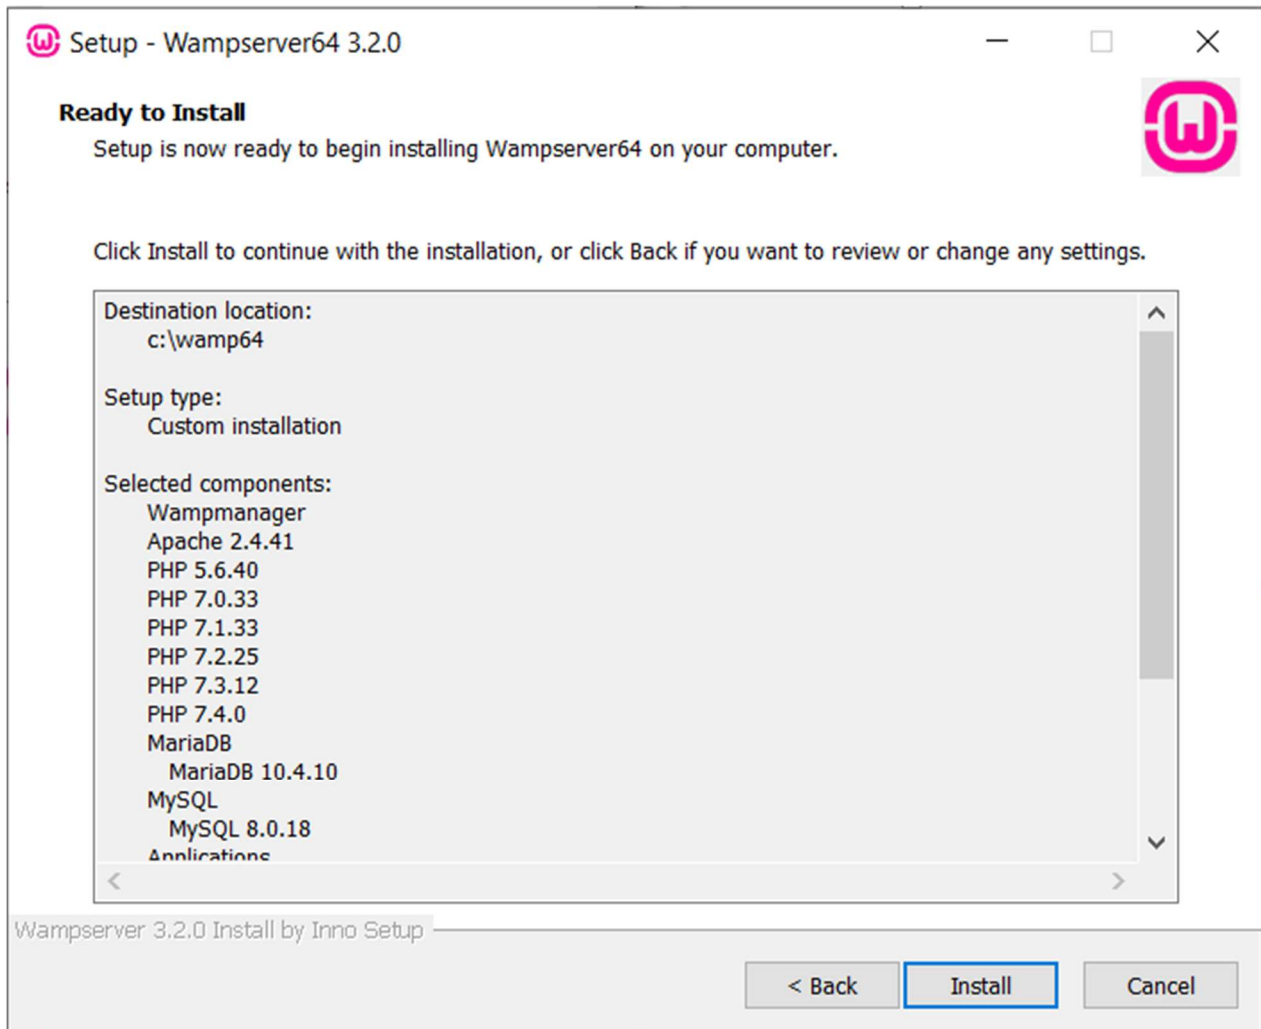 Setup - Wampserver64 3.2.0
Ready to Install
Setup is now ready to begin installing Wampserver64 on your computer.
Click Install to continue with the installation, or click Back if you want to review or change any settings.
Destination location:
c:\wamp64
Setup type:
Custom installation
Selected components:
Wampmanager
Apache 2.4.41
PHP 5.6.40
PHP 7.0.33
PHP 7.1.33
PHP 7.2.25
PHP 7.3.12
PHP 7.4.0
MariaDB
MariaDB 10.4.10
MySQL
MySQL 8.0.18
Applications
Wampserver 3.2.0 Install by Inno Setup
< Back Install Cancel